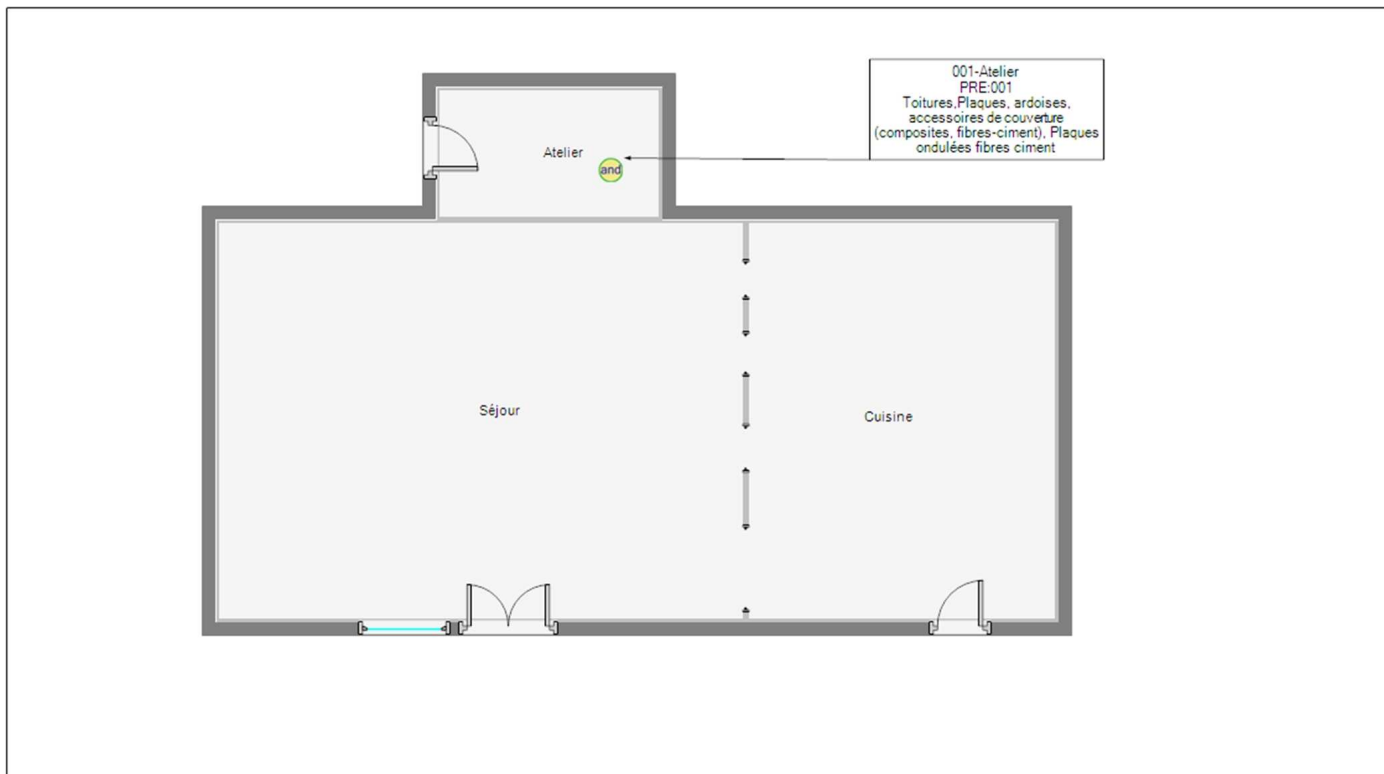 001-Atelier
PRE:001
Toitures,Plaques, ardoises,
accessoires de couverture
(composites, fibres-ciment), Plaques
ondulées fibres ciment
Atelier
and
Séjour
Cuisine